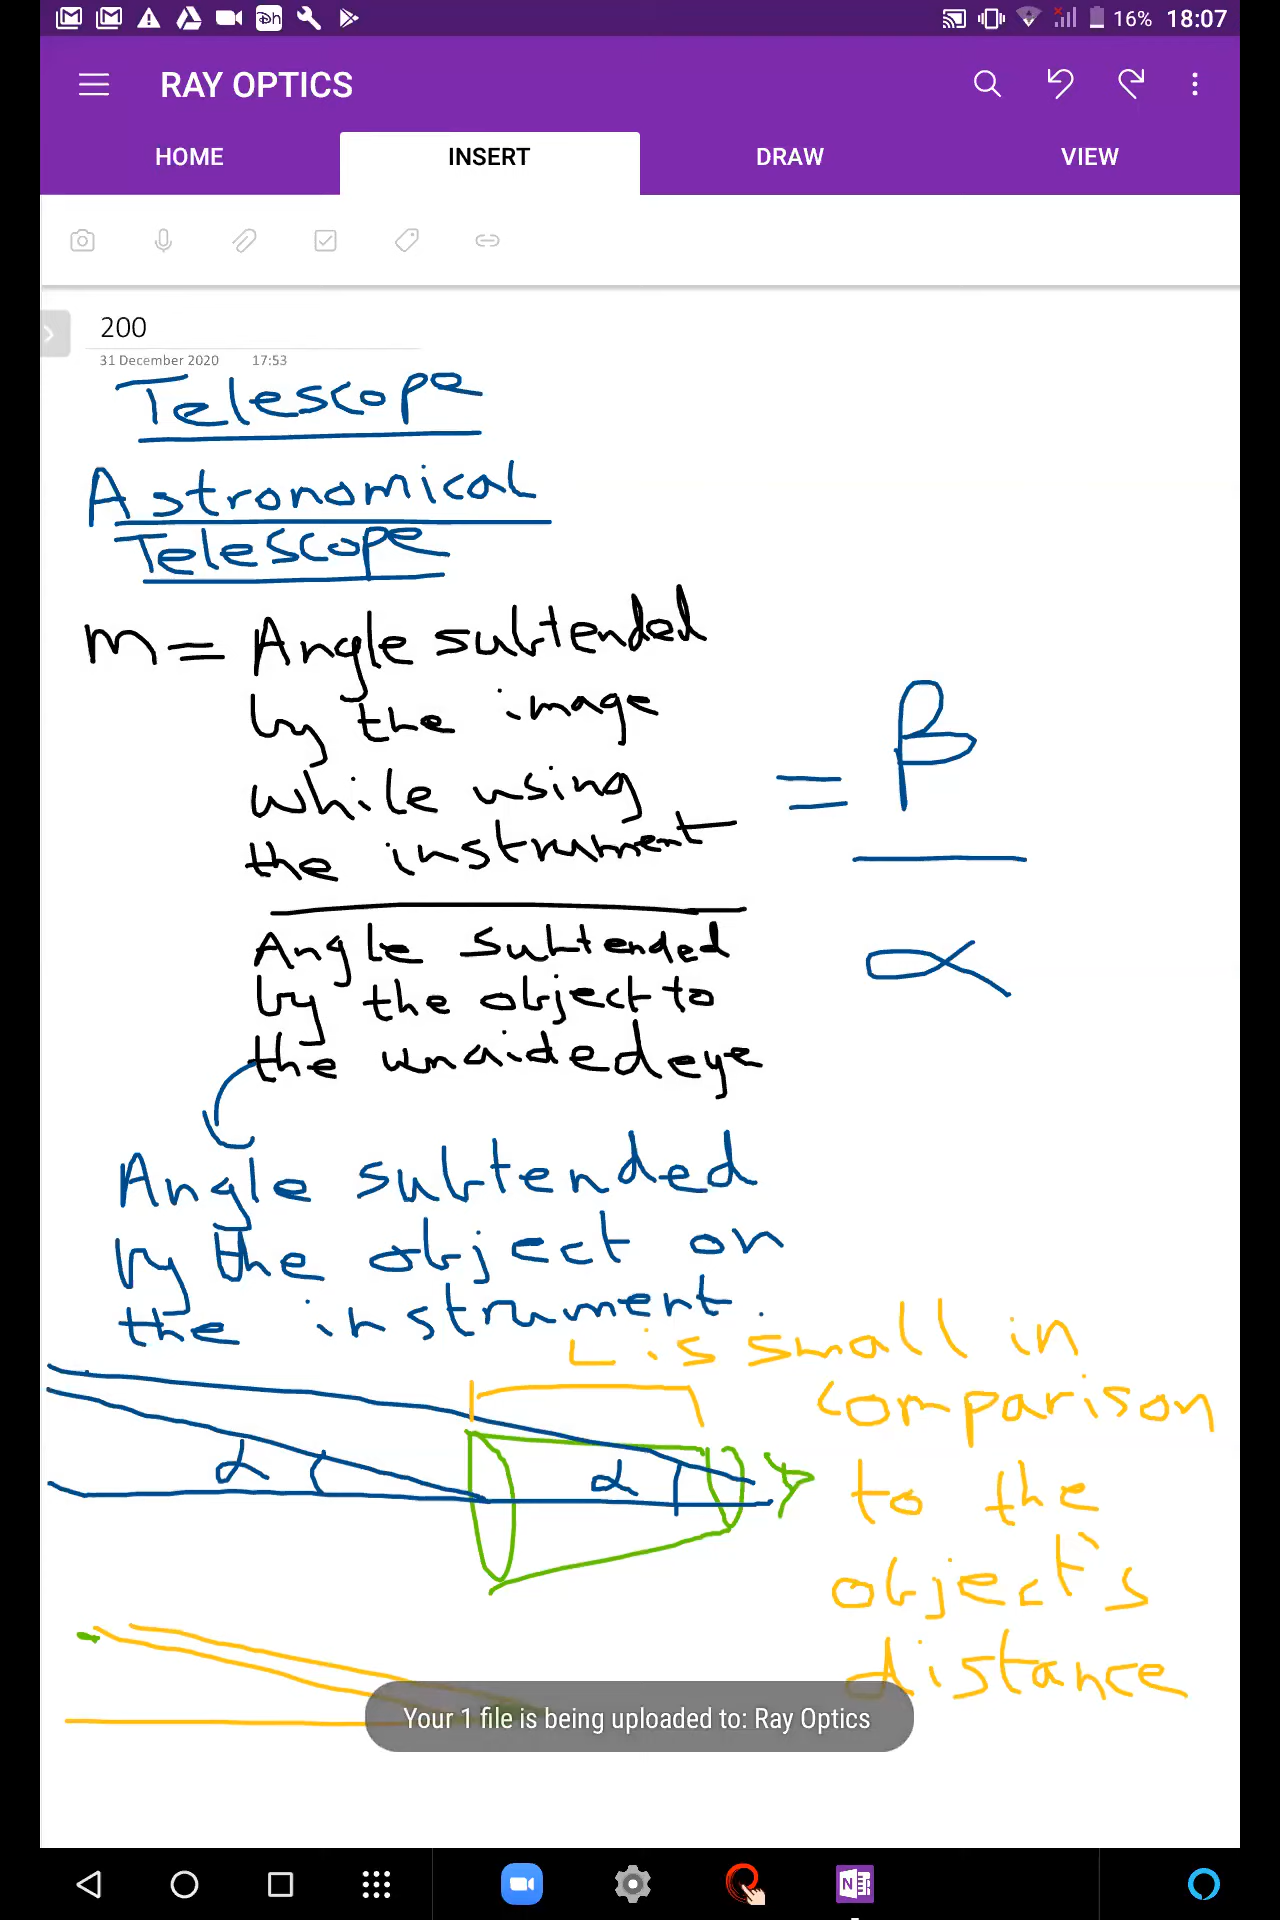 16% 18:07
RAY OPTICS
HOME INSERT DRAW VIEW
200
31 December 2020 17:53
Telescope
Astronomical
Telescope
m = Angle subtended
by the image
while using
the instrument
= β
Angle subtended
by the object to
the unaided eye
α
Angle subtended
by the object on
the instrument.
L is small in
comparison
to the
object's
distance
α
α
Your 1 file is being uploaded to: Ray Optics